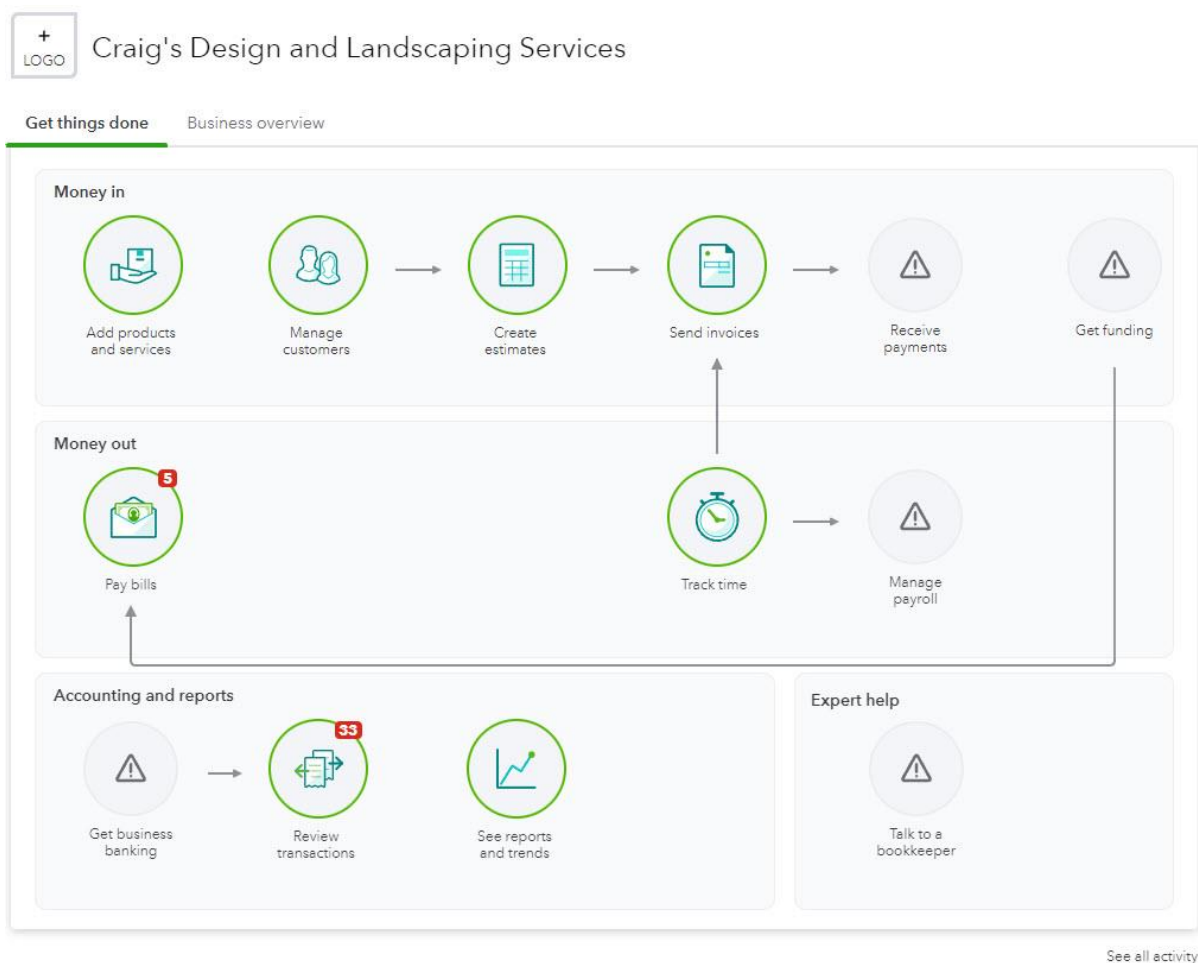 +
LOGO
Craig's Design and Landscaping Services
Get things done
Business overview
Money in
Add products
and services
Manage
customers
Create
estimates
Send invoices
Receive
payments
Get funding
Money out
5
Pay bills
Track time
Manage
payroll
Accounting and reports
Get business
banking
33
Review
transactions
See reports
and trends
Expert help
Talk to a
bookkeeper
See all activity